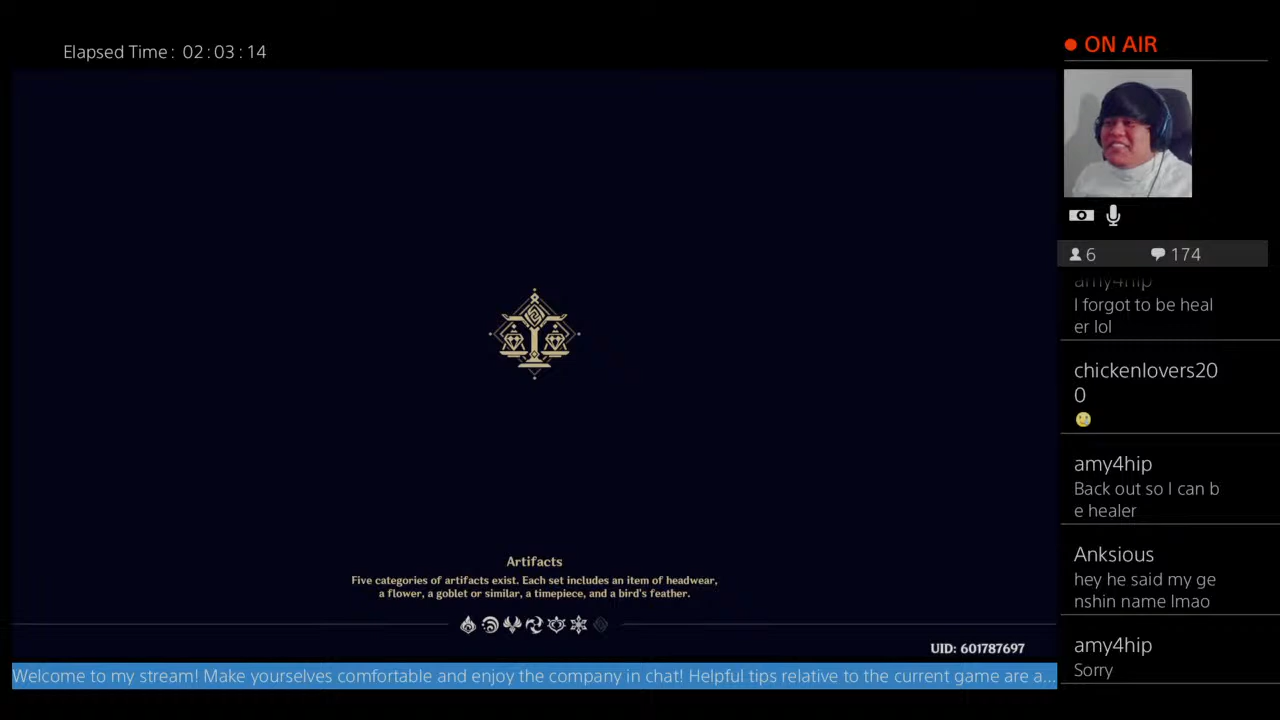 Elapsed Time: 02:03:14
ON AIR
6
174
amy4hip
I forgot to be heal
er lol
chickenlovers20
0
amy4hip
Back out so I can b
e healer
Anksious
hey he said my ge
nshin name lmao
amy4hip
Sorry
Artifacts
Five categories of artifacts exist. Each set includes an item of headwear,
a flower, a goblet or similar, a timepiece, and a bird's feather.
UID: 601787697
Welcome to my stream! Make yourselves comfortable and enjoy the company in chat! Helpful tips relative to the current game are a...